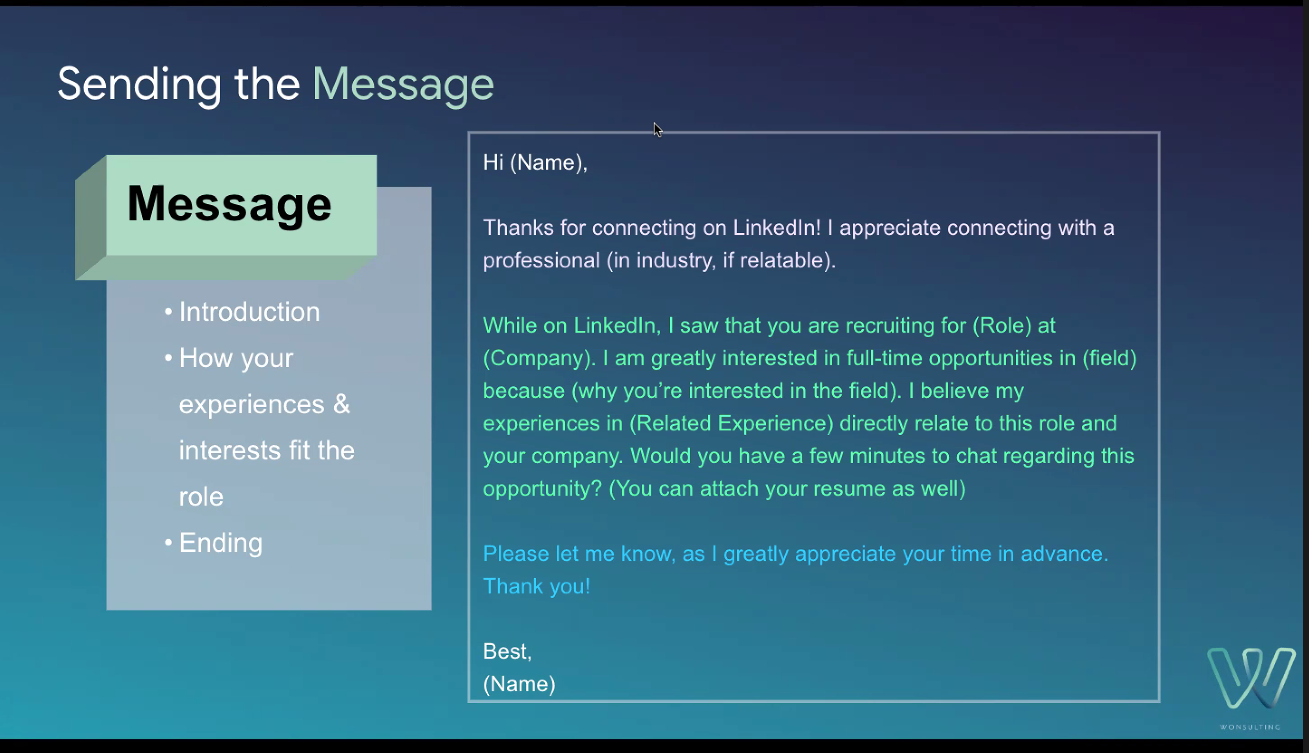 Sending the Message
Message
• Introduction
• How your
experiences &
interests fit the
role
• Ending
Hi (Name),
Thanks for connecting on LinkedIn! I appreciate connecting with a
professional (in industry, if relatable).
While on LinkedIn, I saw that you are recruiting for (Role) at
(Company). I am greatly interested in full-time opportunities in (field)
because (why you’re interested in the field). I believe my
experiences in (Related Experience) directly relate to this role and
your company. Would you have a few minutes to chat regarding this
opportunity? (You can attach your resume as well)
Please let me know, as I greatly appreciate your time in advance.
Thank you!
Best,
(Name)
WONSULTING